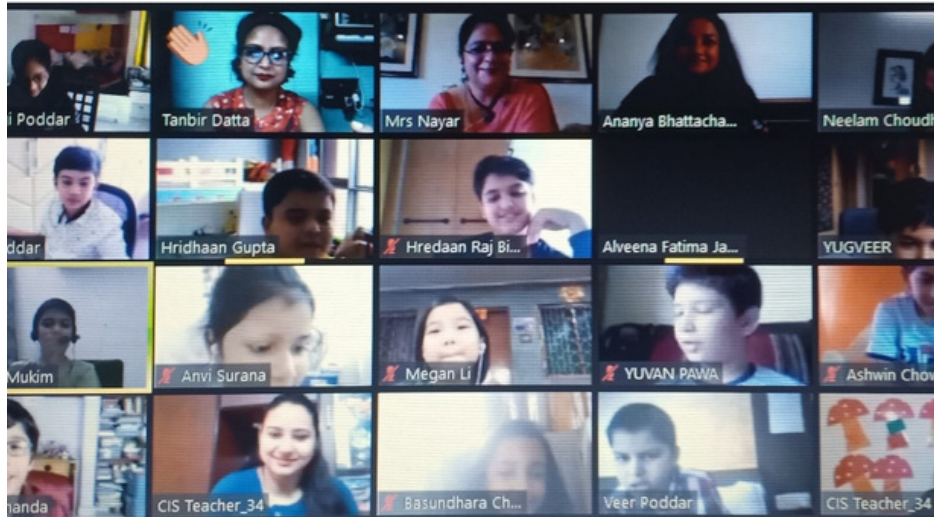 i Poddar
Tanbir Datta
Mrs Nayar
Ananya Bhattacha...
Neelam Choudh
ddar
Hridhaan Gupta
Hredaan Raj Bi...
Alveena Fatima Ja...
YUGVEER
Mukim
Anvi Surana
Megan Li
YUVAN PAWA
Ashwin Chow
nanda
CIS Teacher_34
Basundhara Ch...
Veer Poddar
CIS Teacher_34